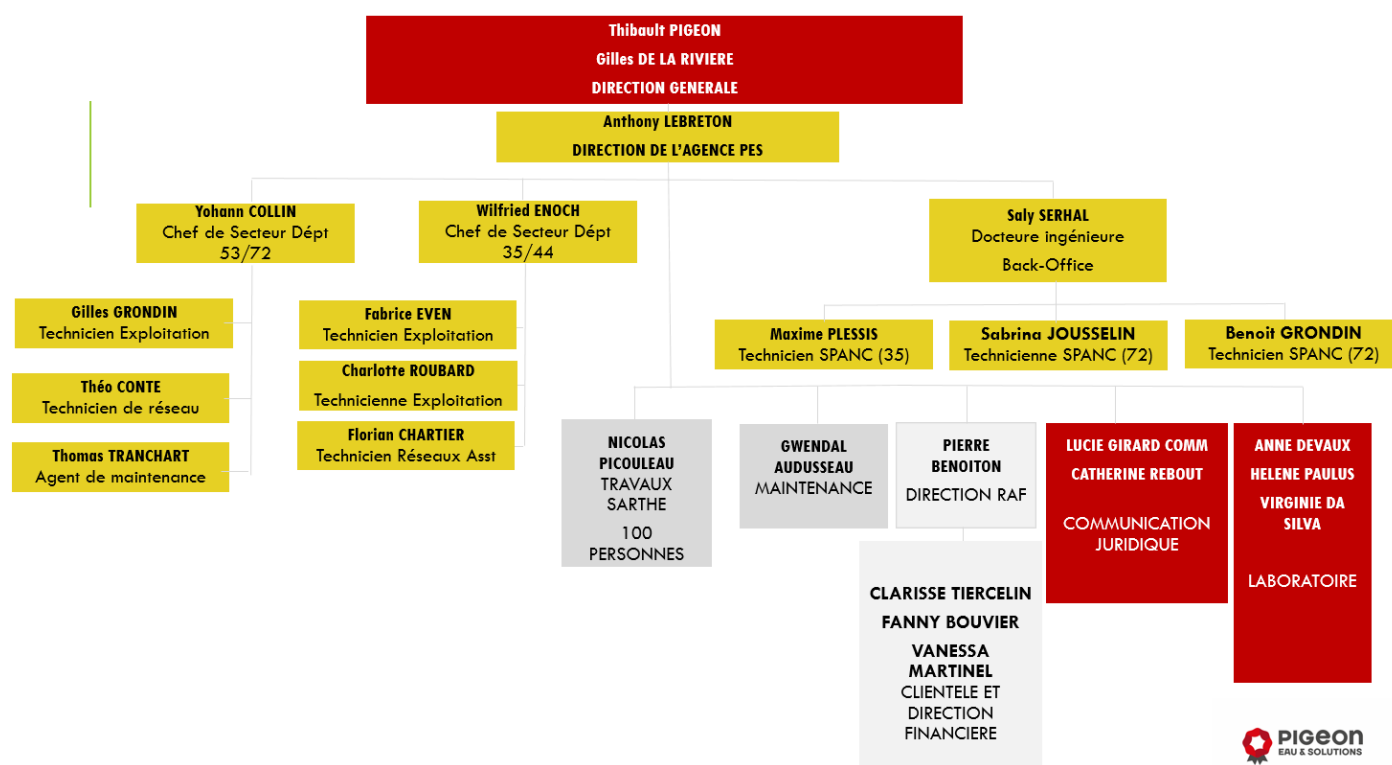 Thibault PIGEON
Gilles DE LA RIVIERE
DIRECTION GENERALE
Anthony LEBRETON
DIRECTION DE L'AGENCE PES
Yohann COLLIN
Chef de Secteur Dépt
53/72
Wilfried ENOCH
Chef de Secteur Dépt
35/44
Saly SERHAL
Docteure ingénieure
Back-Office
Gilles GRONDIN
Technicien Exploitation
Théo CONTE
Technicien de réseau
Thomas TRANCHART
Agent de maintenance
Fabrice EVEN
Technicien Exploitation
Charlotte ROUBARD
Technicienne Exploitation
Florian CHARTIER
Technicien Réseaux Asst
Maxime PLESSIS
Technicien SPANC (35)
Sabrina JOUSSELIN
Technicienne SPANC (72)
Benoit GRONDIN
Technicien SPANC (72)
NICOLAS
PICOULEAU
TRAVAUX
SARTHE
100
PERSONNES
GWENDAL
AUDUSSEAU
MAINTENANCE
PIERRE
BENOITON
DIRECTION RAF
CLARISSE TIERCELIN
FANNY BOUVIER
VANESSA
MARTINEL
CLIENTELE ET
DIRECTION
FINANCIERE
LUCIE GIRARD COMM
CATHERINE REBOUT
COMMUNICATION
JURIDIQUE
ANNE DEVAUX
HELENE PAULUS
VIRGINIE DA
SILVA
LABORATOIRE
PIGEON
EAU & SOLUTIONS